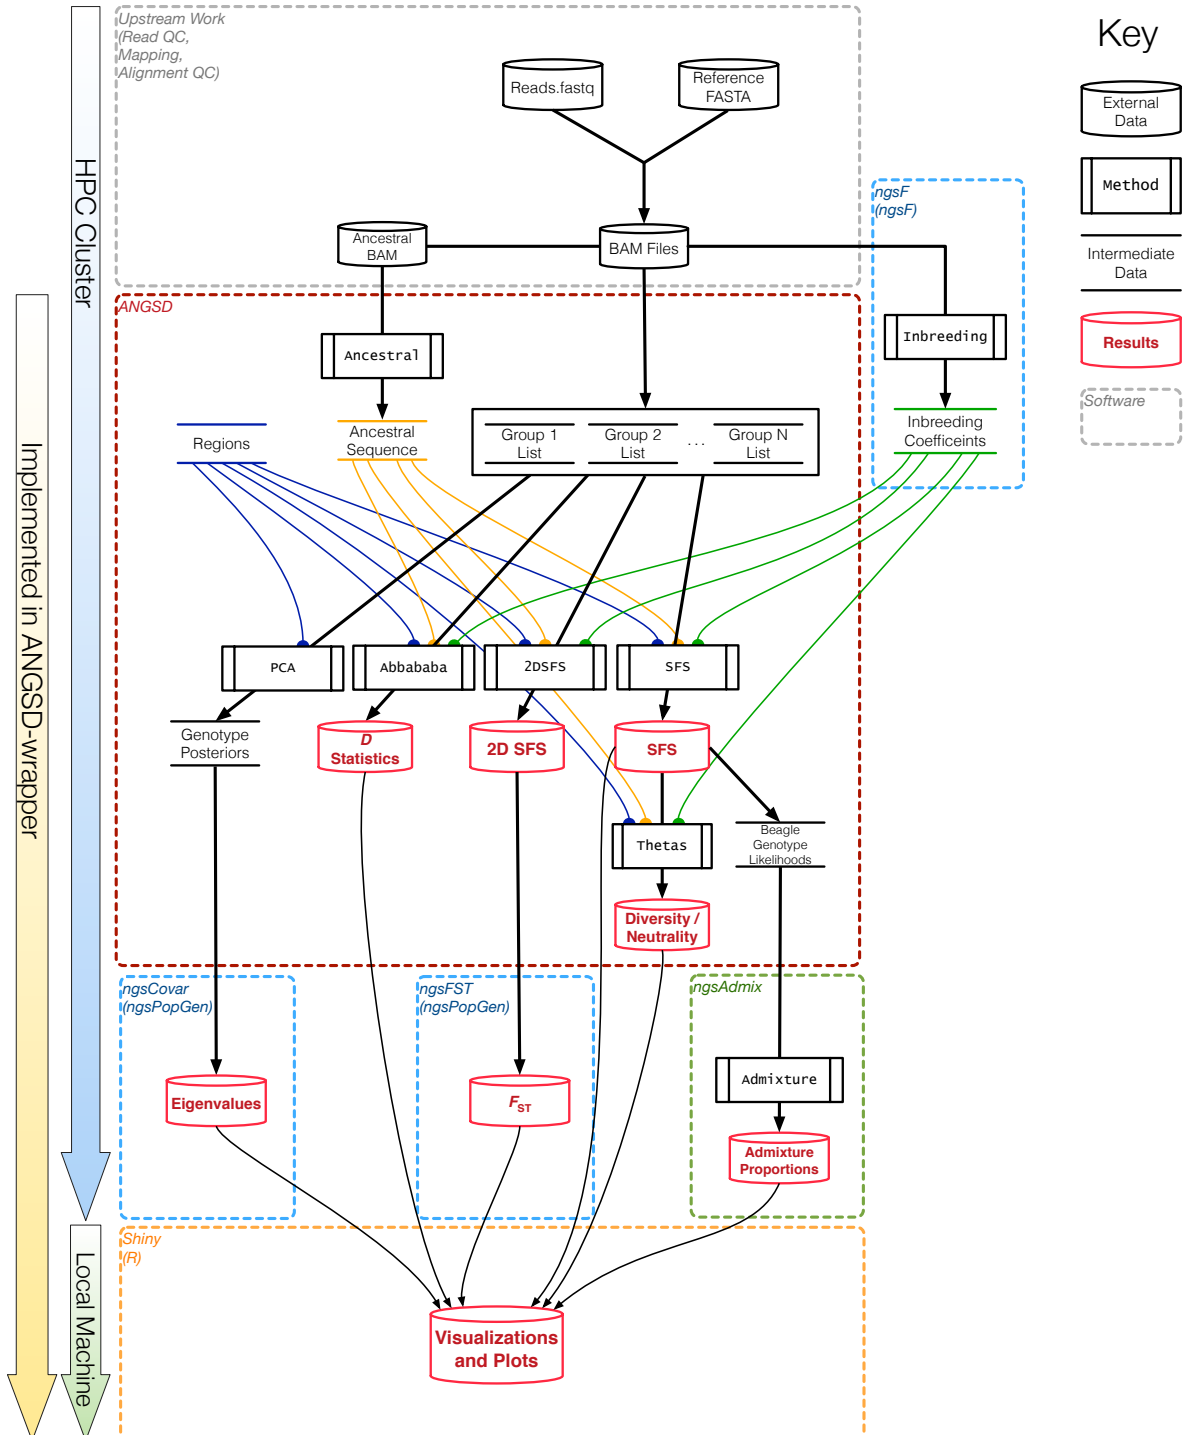 Upstream Work
(Read QC,
Mapping,
Alignment QC)
Reads.fastq
Reference
FASTA
Key
External
Data
Method
Intermediate
Data
Results
Software
HPC Cluster
ngsF
(ngsF)
Ancestral
BAM
BAM Files
ANGSD
Ancestral
Inbreeding
Implemented in ANGSD-wrapper
Regions
Ancestral
Sequence
Group 1
List
Group 2
List
...
Group N
List
Inbreeding
Coefficeints
PCA
Abbababa
2DSFS
SFS
Genotype
Posteriors
D
Statistics
2D SFS
SFS
Thetas
Beagle
Genotype
Likelihoods
Diversity /
Neutrality
ngsCovar
(ngsPopGen)
ngsFST
(ngsPopGen)
ngsAdmix
Eigenvalues
FST
Admixture
Admixture
Proportions
Local Machine
Shiny
(R)
Visualizations
and Plots